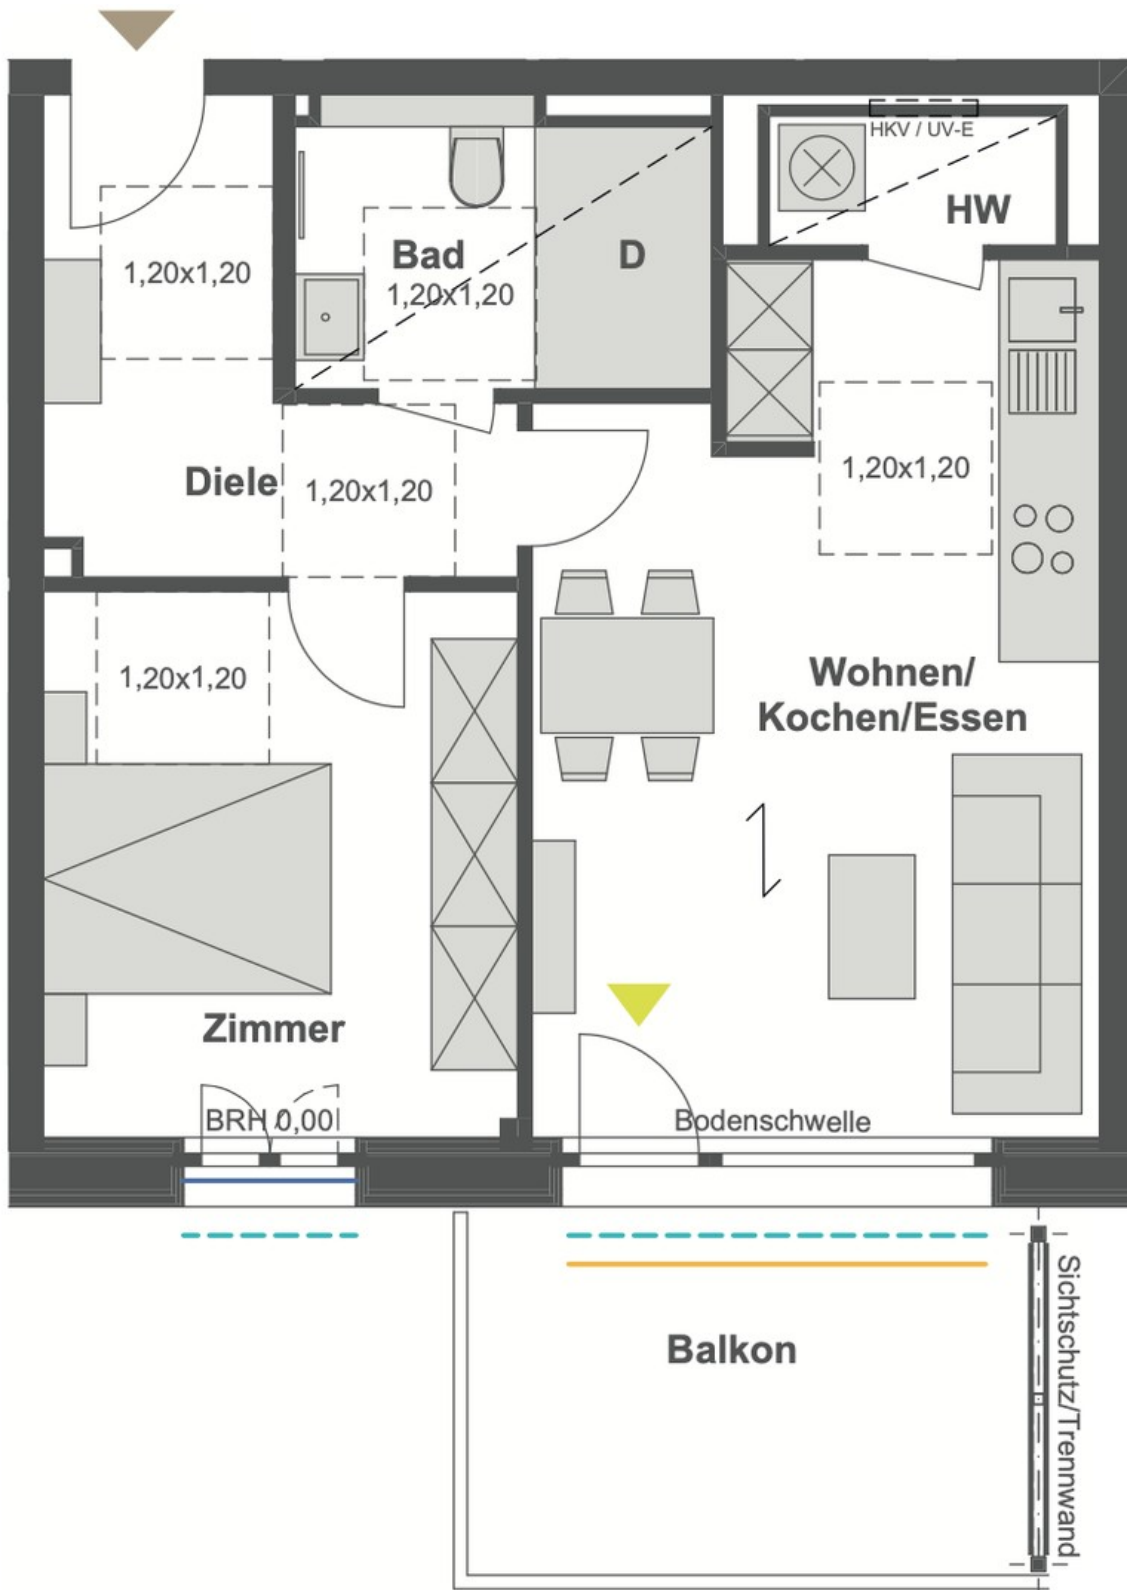 HKV / UV-E
HW
Bad
D
1,20x1,20
1,20x1,20
1,20x1,20
Diele
1,20x1,20
1,20x1,20
Wohnen/
Kochen/Essen
Zimmer
BRH 0,00
Bodenschwelle
Balkon
Sichtschutz/Trennwand